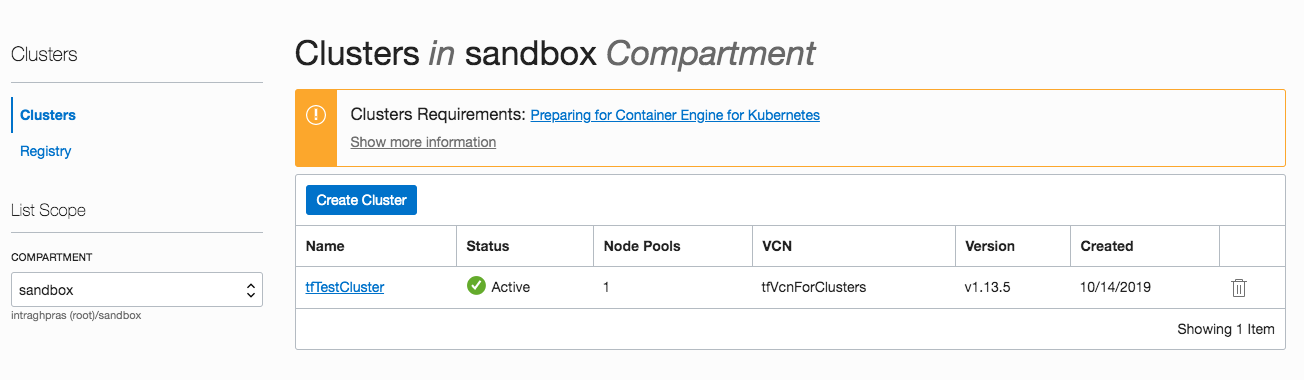 Clusters
Clusters
Registry
List Scope
COMPARTMENT
sandbox
intraghpras (root)/sandbox
Clusters in sandbox Compartment
Clusters Requirements: Preparing for Container Engine for Kubernetes
Show more information
Create Cluster
Name Status Node Pools VCN Version Created
tfTestCluster Active 1 tfVcnForClusters v1.13.5 10/14/2019
Showing 1 Item